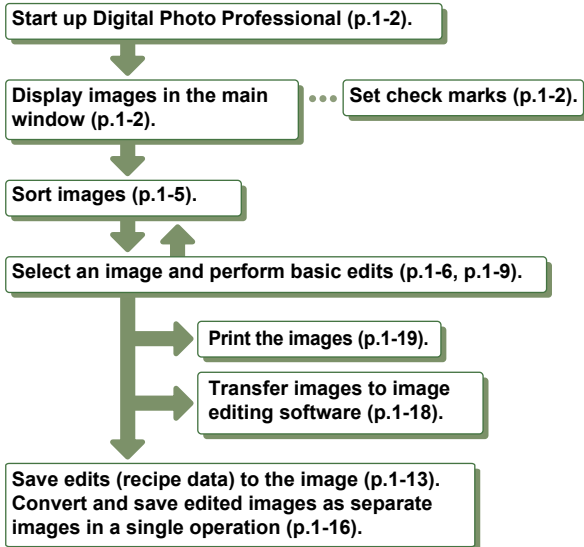 Start up Digital Photo Professional (p.1-2).
Display images in the main
window (p.1-2).
Set check marks (p.1-2).
Sort images (p.1-5).
Select an image and perform basic edits (p.1-6, p.1-9).
Print the images (p.1-19).
Transfer images to image
editing software (p.1-18).
Save edits (recipe data) to the image (p.1-13).
Convert and save edited images as separate
images in a single operation (p.1-16).